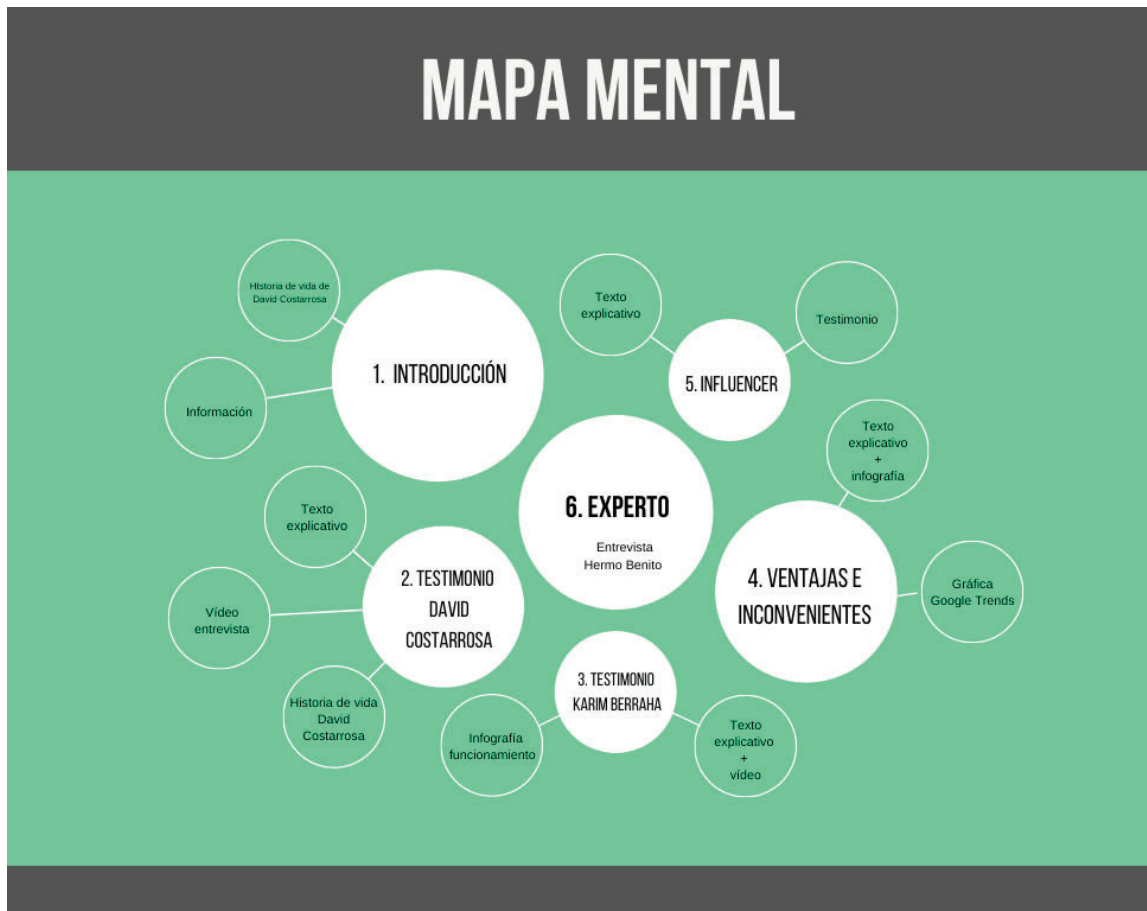 MAPA MENTAL
HIstoria de vida de
David Costarrosa
1. INTRODUCCIÓN
Información
Texto
explicativo
2. TESTIMONIO
DAVID
COSTARROSA
Vídeo
entrevista
Historia de vida
David
Costarrosa
3. TESTIMONIO
KARIM BERRAHA
Infografía
funcionamiento
Texto
explicativo
+
vídeo
4. VENTAJAS E
INCONVENIENTES
Texto
explicativo
+
infografía
Gráfica
Google Trends
5. INFLUENCER
Texto
explicativo
Testimonio
6. EXPERTO
Entrevista
Hermo Benito